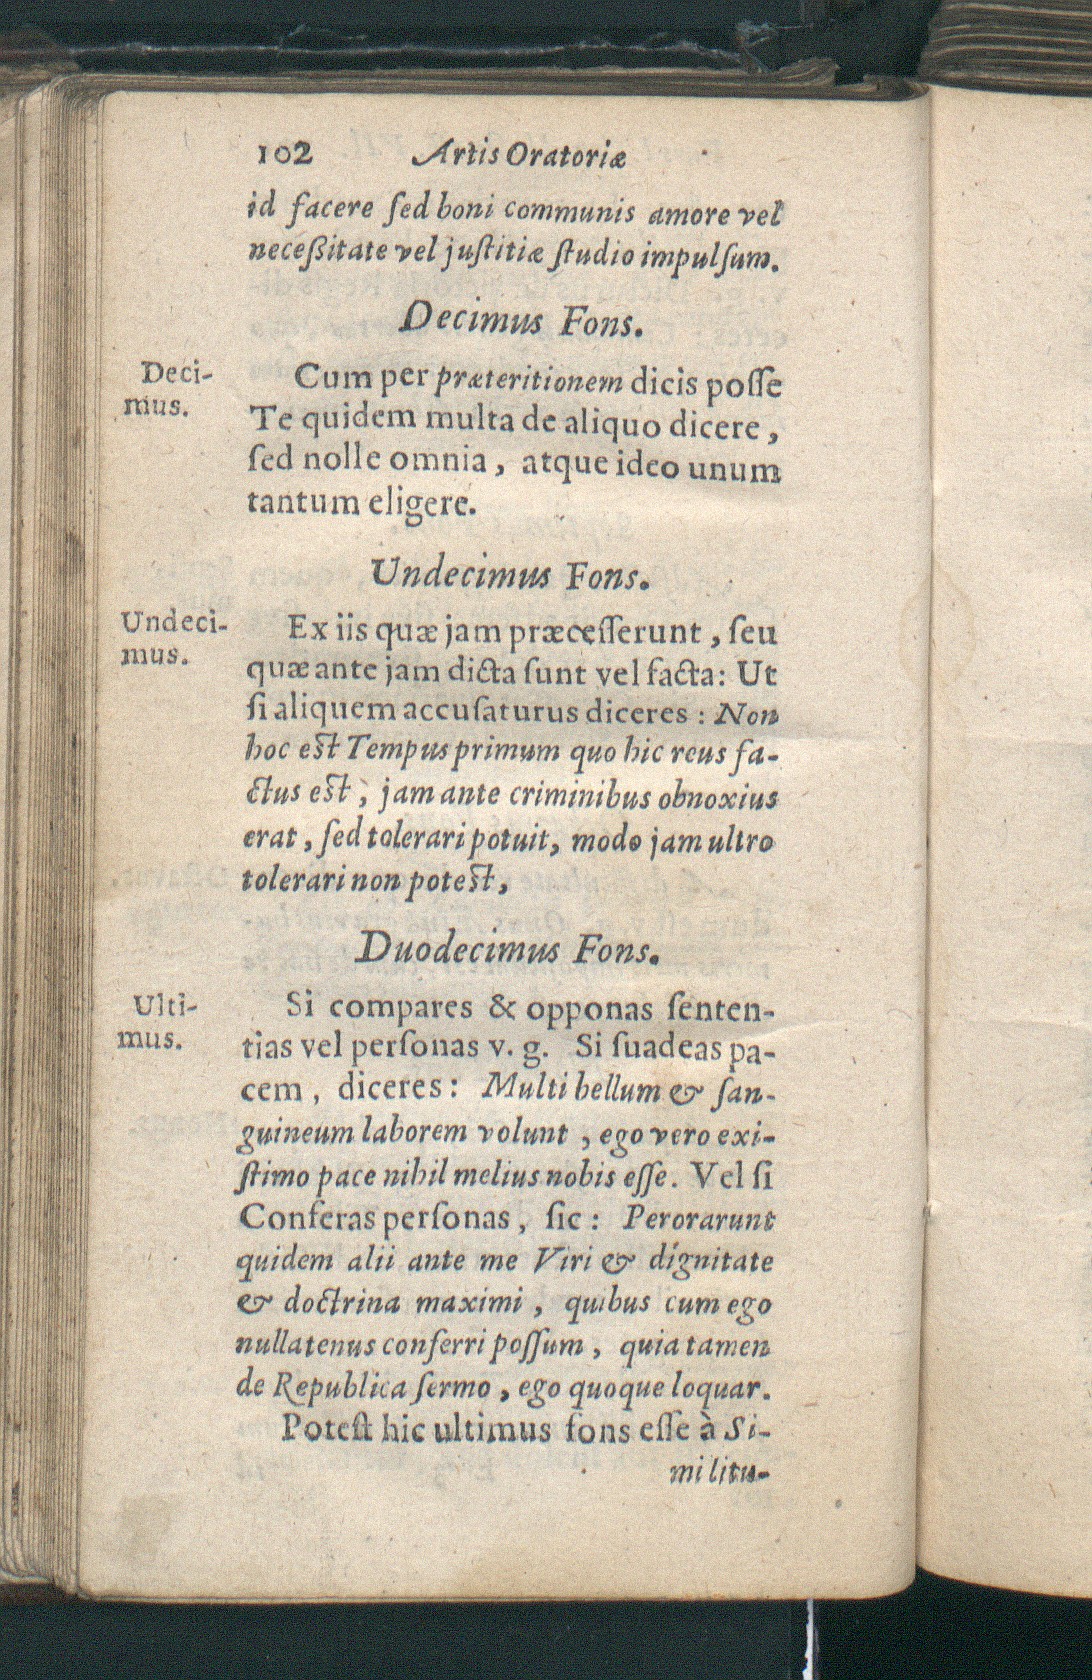 102 Artis Oratoriæ
id facere ſed boni communis amore vel
neceßitate vel juſtitiæ ſtudio impulſum.
Decimus Fons.
Deci-
mus.
Cum per præteritionem dicis poſſe
Te quidem multa de aliquo dicere,
ſed nolle omnia, atque ideo unum
tantum eligere.
Undecimus Fons.
Undeci-
mus.
Ex iis quæ jam præceſſerunt, ſeu
quæ ante jam dicta ſunt vel facta: Ut
ſi aliquem accuſaturus diceres: Non
hoc eſt Tempus primum quo hic reus fa-
ctus eſt, jam ante criminibus obnoxius
erat, ſed tolerari potuit, modo jam ultro
tolerari non poteſt,
Duodecimus Fons.
Ulti-
mus.
Si compares & opponas ſenten-
tias vel perſonas v. g. Si ſuadeas pa-
cem, diceres: Multi bellum & ſan-
guineum laborem volunt, ego vero exi-
ſtimo pace nihil melius nobis eſſe. Vel ſi
Conferas perſonas, ſic: Perorarunt
quidem alii ante me Viri & dignitate
& doctrina maximi, quibus cum ego
nullatenus conferri poſſum, quia tamen
de Republica ſermo, ego quoque loquar.
Poteſt hic ultimus fons eſſe à Si-
militu-